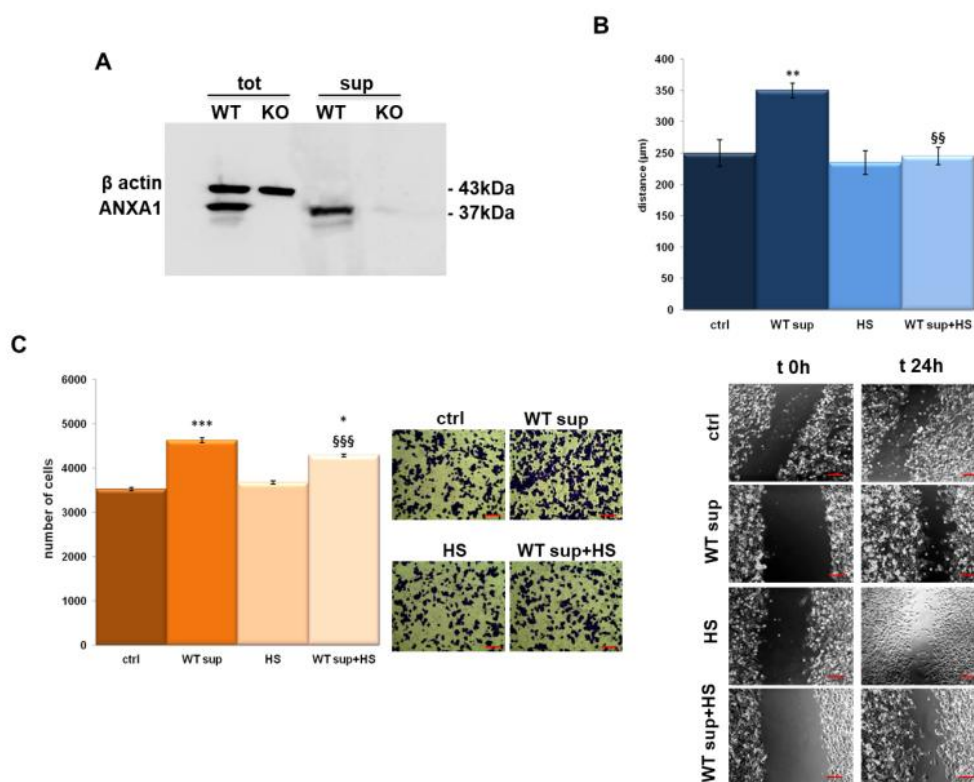 A
tot sup
WT KO WT KO
β actin - 43kDa
ANXA1 - 37kDa
B
400
350
300
250
200
150
100
50
0
distance (µm)
**
§§
ctrl WT sup HS WT sup+HS
C
6000
5000
4000
3000
2000
1000
0
number of cells
***
*
§§§
ctrl WT sup HS WT sup+HS
ctrl WT sup
HS WT sup+HS
t 0h t 24h
ctrl
WT sup
HS
WT sup+HS